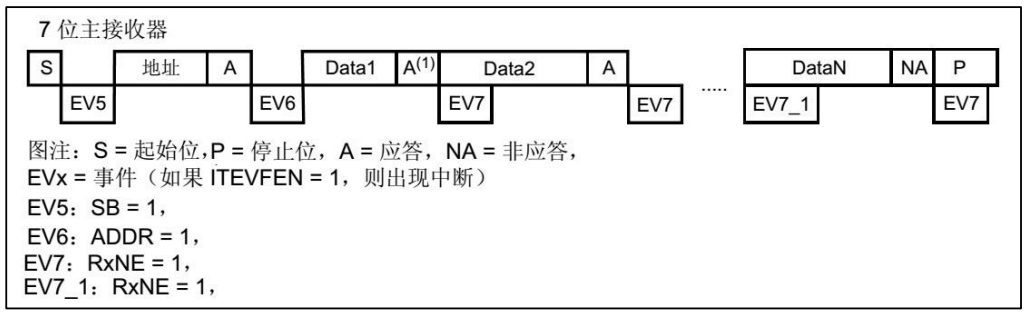 7 位主接收器
S 地址 A Data1 A(1) Data2 A ..... DataN NA P
EV5 EV6 EV7 EV7 EV7_1 EV7
图注：S = 起始位，P = 停止位，A = 应答，NA = 非应答，
EVx = 事件（如果 ITEVFEN = 1，则出现中断）
EV5：SB = 1，
EV6：ADDR = 1，
EV7：RxNE = 1，
EV7_1：RxNE = 1，